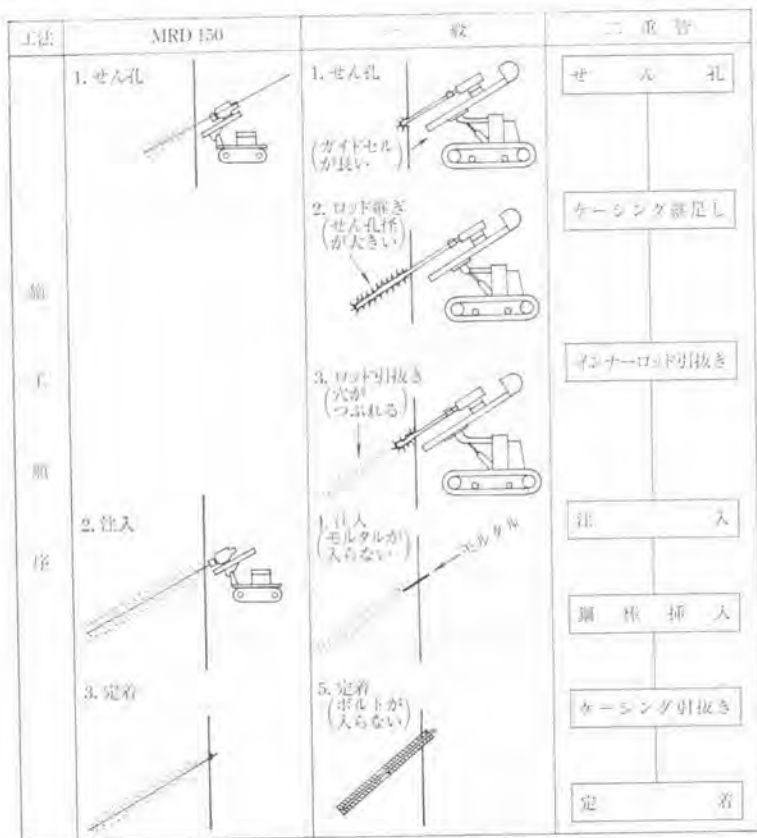 工法
MRD 150
一般
二重管
施工順序
1. せん孔
2. 注入
3. 定着
1. せん孔
(ガイドセル
が長い)
2. ロッド継ぎ
(せん孔径
が大きい)
3. ロッド引抜き
(穴が
つぶれる)
4. 注入
(モルタルが
入らない)
モルタル
5. 定着
(ボルトが
入らない)
せん孔
ケーシング継足し
インナーロッド引抜き
注入
鋼棒挿入
ケーシング引抜き
定着